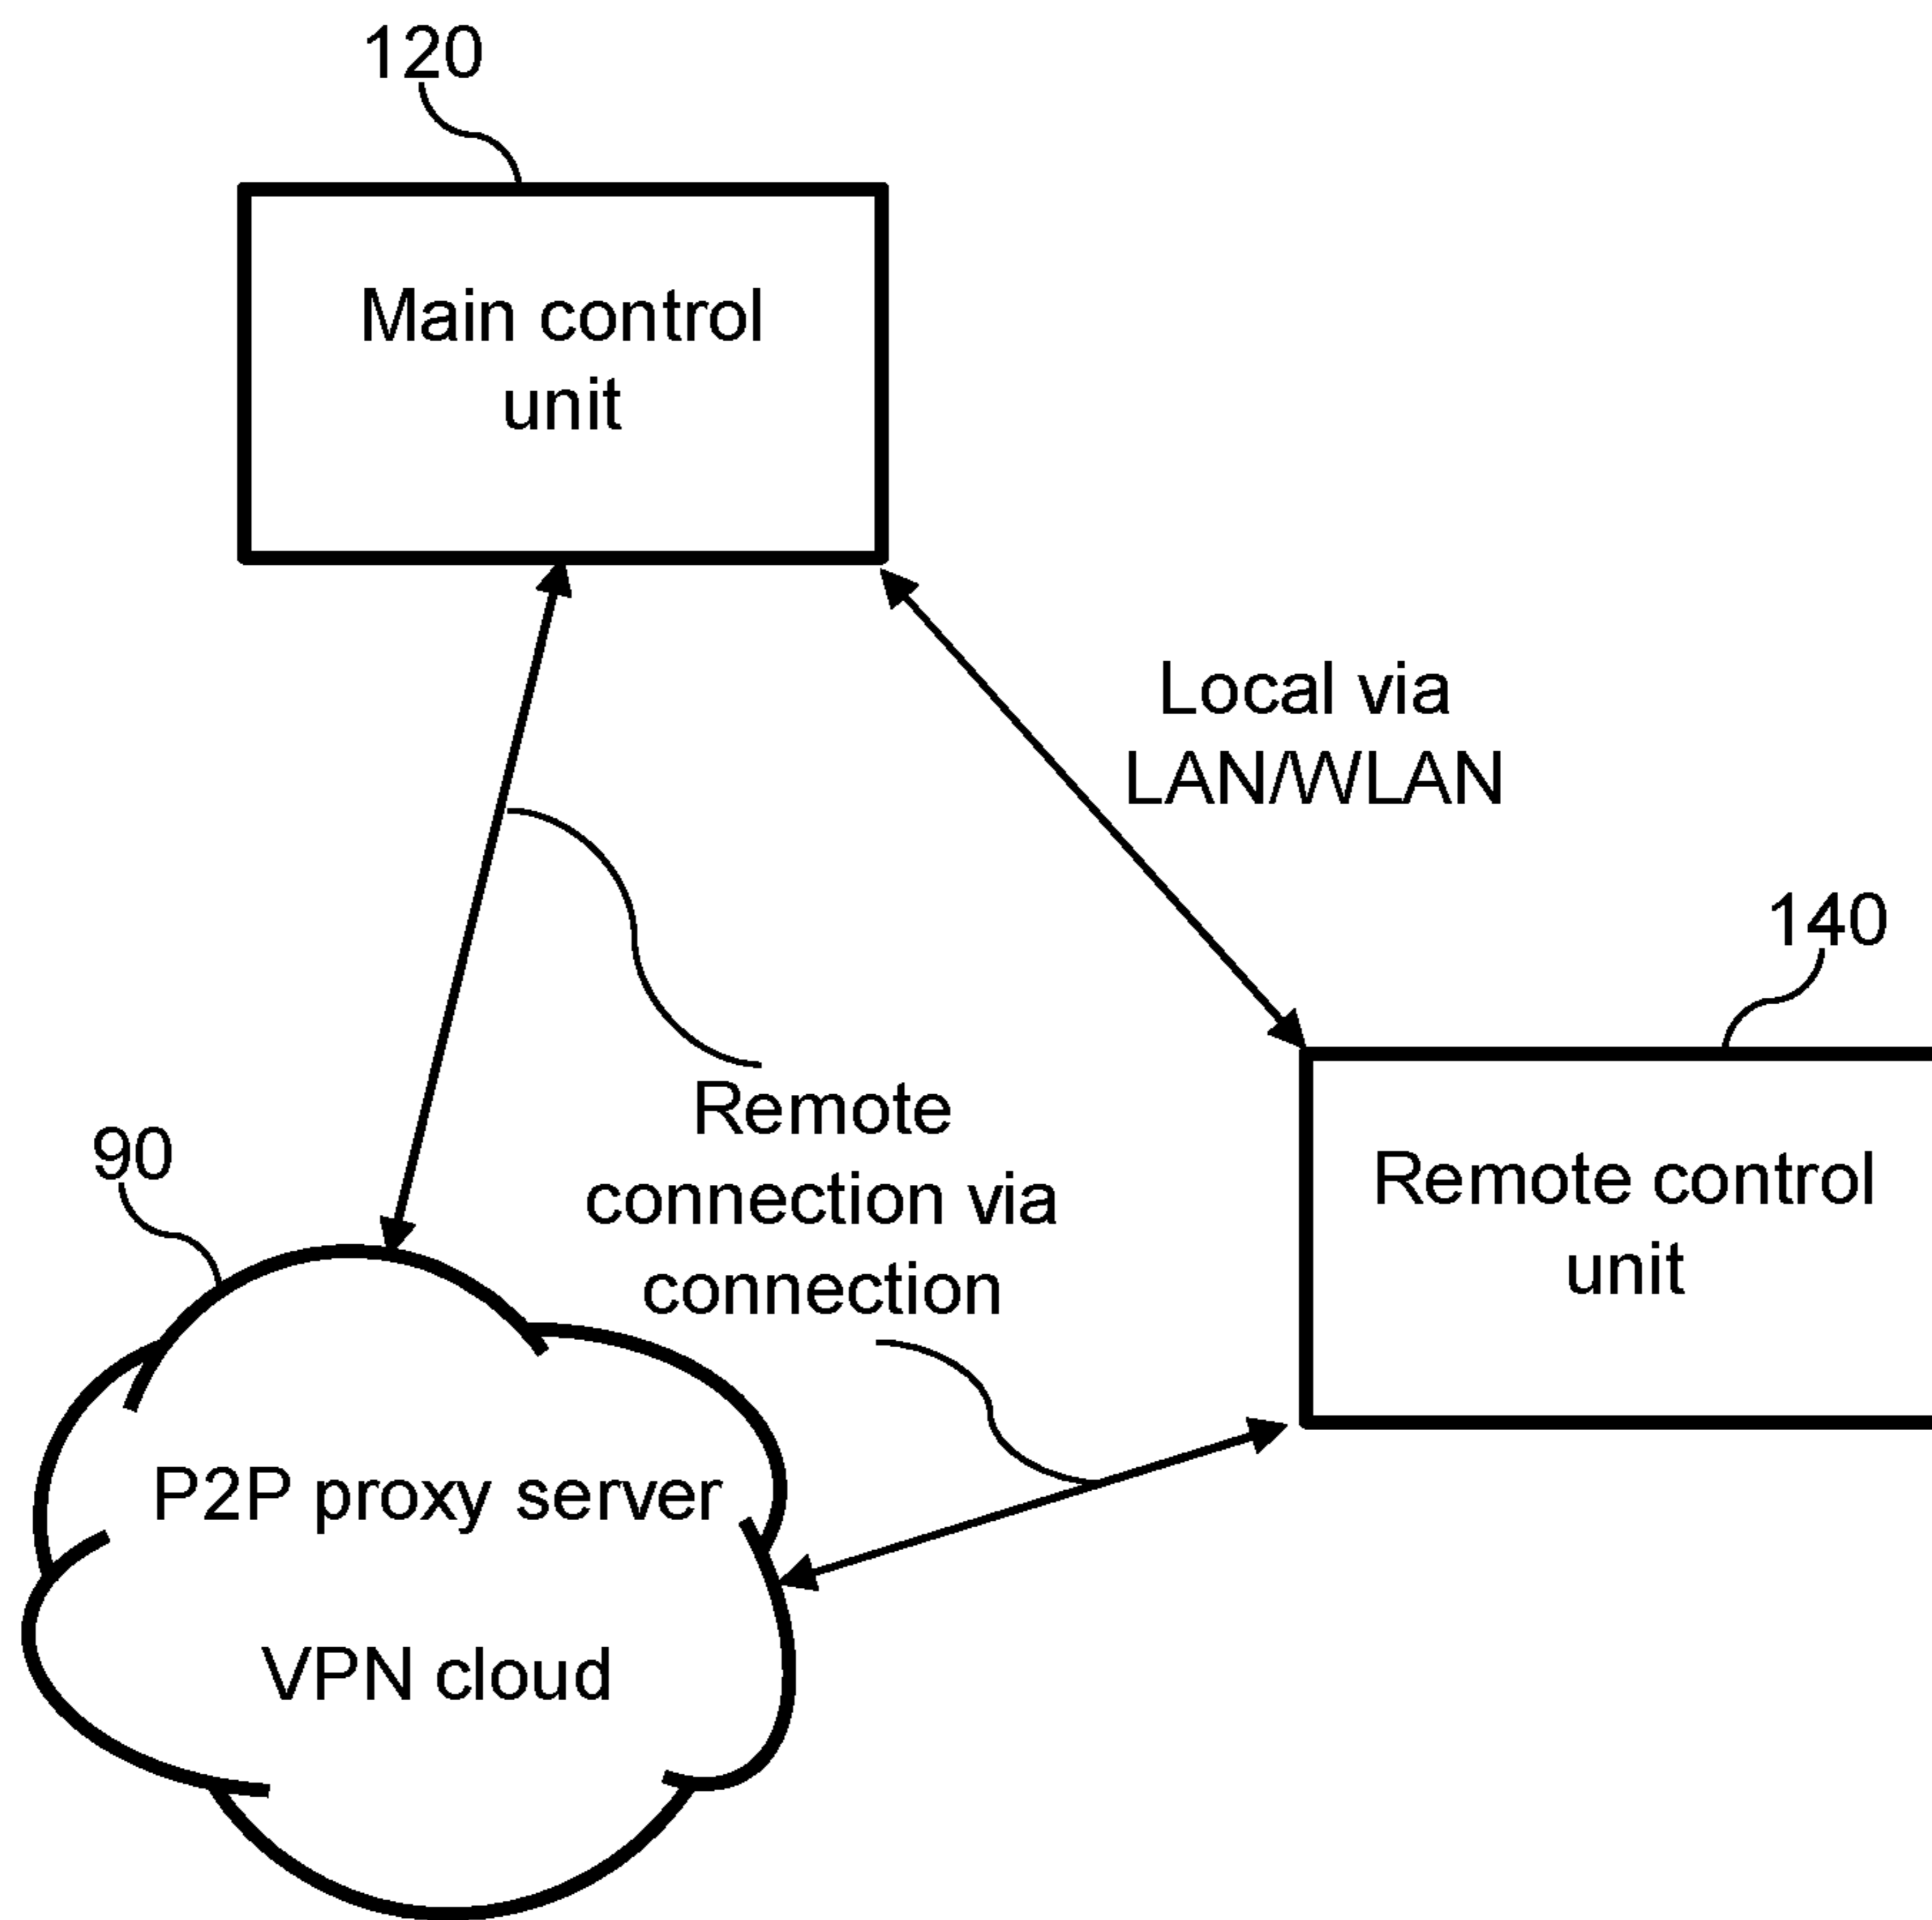 120
Main control
unit
Local via
LAN/WLAN
140
Remote
connection via
connection
90
Remote control
unit
P2P proxy server
VPN cloud